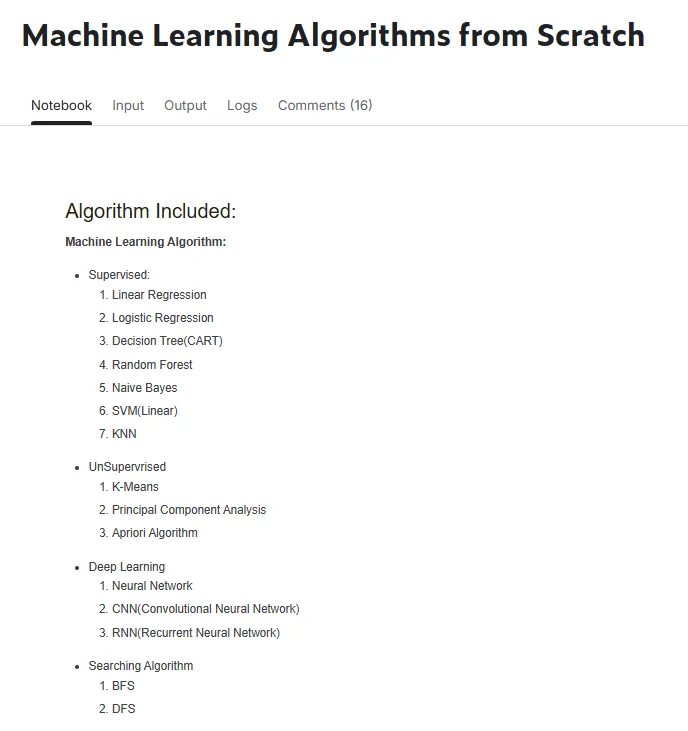 Machine Learning Algorithms from Scratch
Notebook Input Output Logs Comments (16)
Algorithm Included:
Machine Learning Algorithm:
• Supervised:
1. Linear Regression
2. Logistic Regression
3. Decision Tree(CART)
4. Random Forest
5. Naive Bayes
6. SVM(Linear)
7. KNN
• UnSupervrised
1. K-Means
2. Principal Component Analysis
3. Apriori Algorithm
• Deep Learning
1. Neural Network
2. CNN(Convolutional Neural Network)
3. RNN(Recurrent Neural Network)
• Searching Algorithm
1. BFS
2. DFS